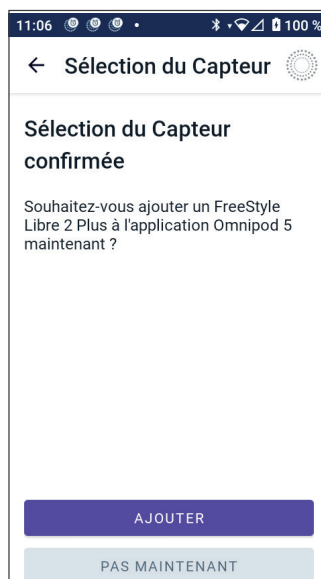 11:06 100 %
Sélection du Capteur
Sélection du Capteur
confirmée
Souhaitez-vous ajouter un FreeStyle
Libre 2 Plus à l'application Omnipod 5
maintenant ?
AJOUTER
PAS MAINTENANT